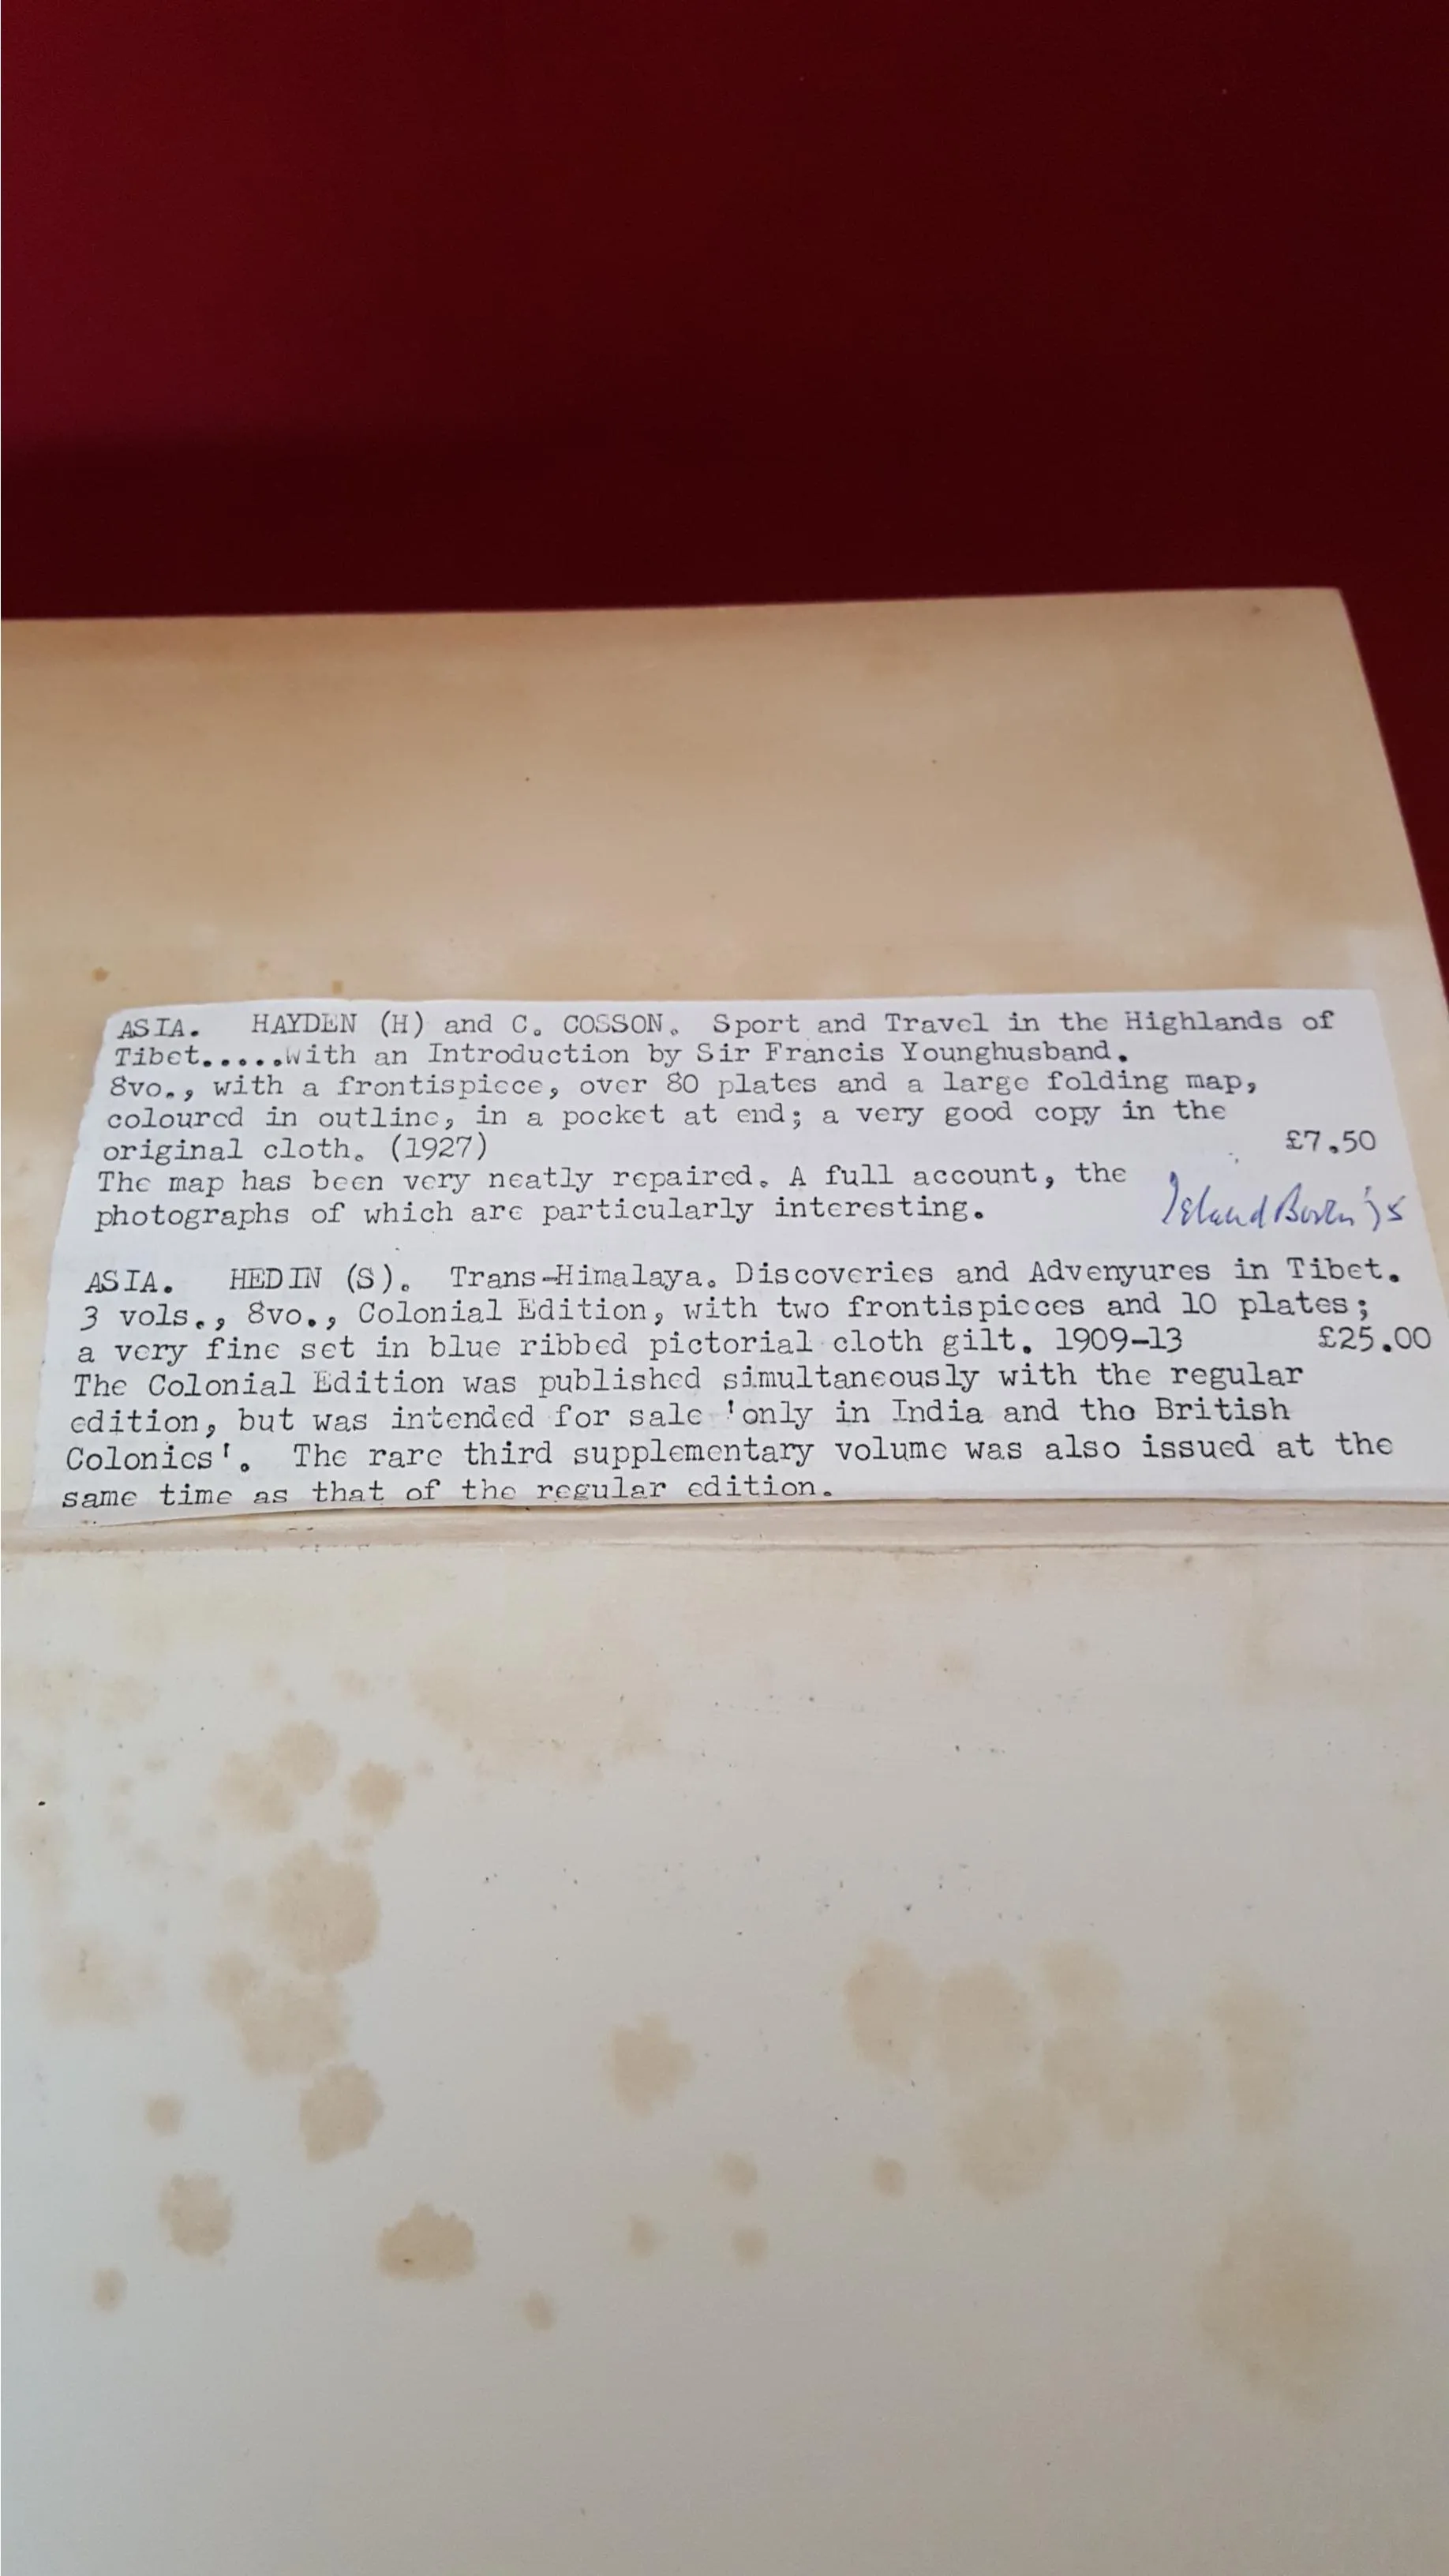 ASIA. HAYDEN (H) and C. COSSON. Sport and Travel in the Highlands of
Tibet.....with an Introduction by Sir Francis Younghusband.
8vo., with a frontispiece, over 80 plates and a large folding map,
coloured in outline, in a pocket at end; a very good copy in the
original cloth. (1927) £7.50
The map has been very neatly repaired. A full account, the
photographs of which are particularly interesting.
Island
ASIA. HEDIN (S). Trans-Himalaya. Discoveries and Advenyures in Tibet.
3 vols., 8vo., Colonial Edition, with two frontispieces and 10 plates;
a very fine set in blue ribbed pictorial cloth gilt. 1909-13 £25.00
The Colonial Edition was published simultaneously with the regular
edition, but was intended for sale 'only in India and the British
Colonies'. The rare third supplementary volume was also issued at the
same time as that of the regular edition.